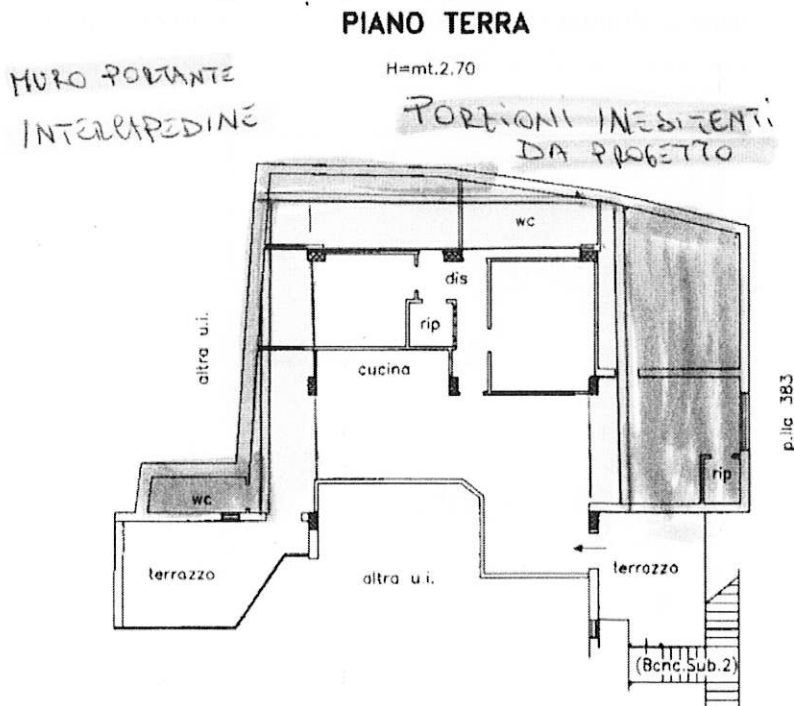 PIANO TERRA
H=mt.2.70
MURO PORTANTE
INTERCAPEDINE
PORZIONI INESITENTI
DA PROGETTO
wc
dis
rip
altra u.i.
cucina
p.lla 383
rip
wc
terrazzo
altra u.i.
terrazzo
(Bcnc.Sub.2)